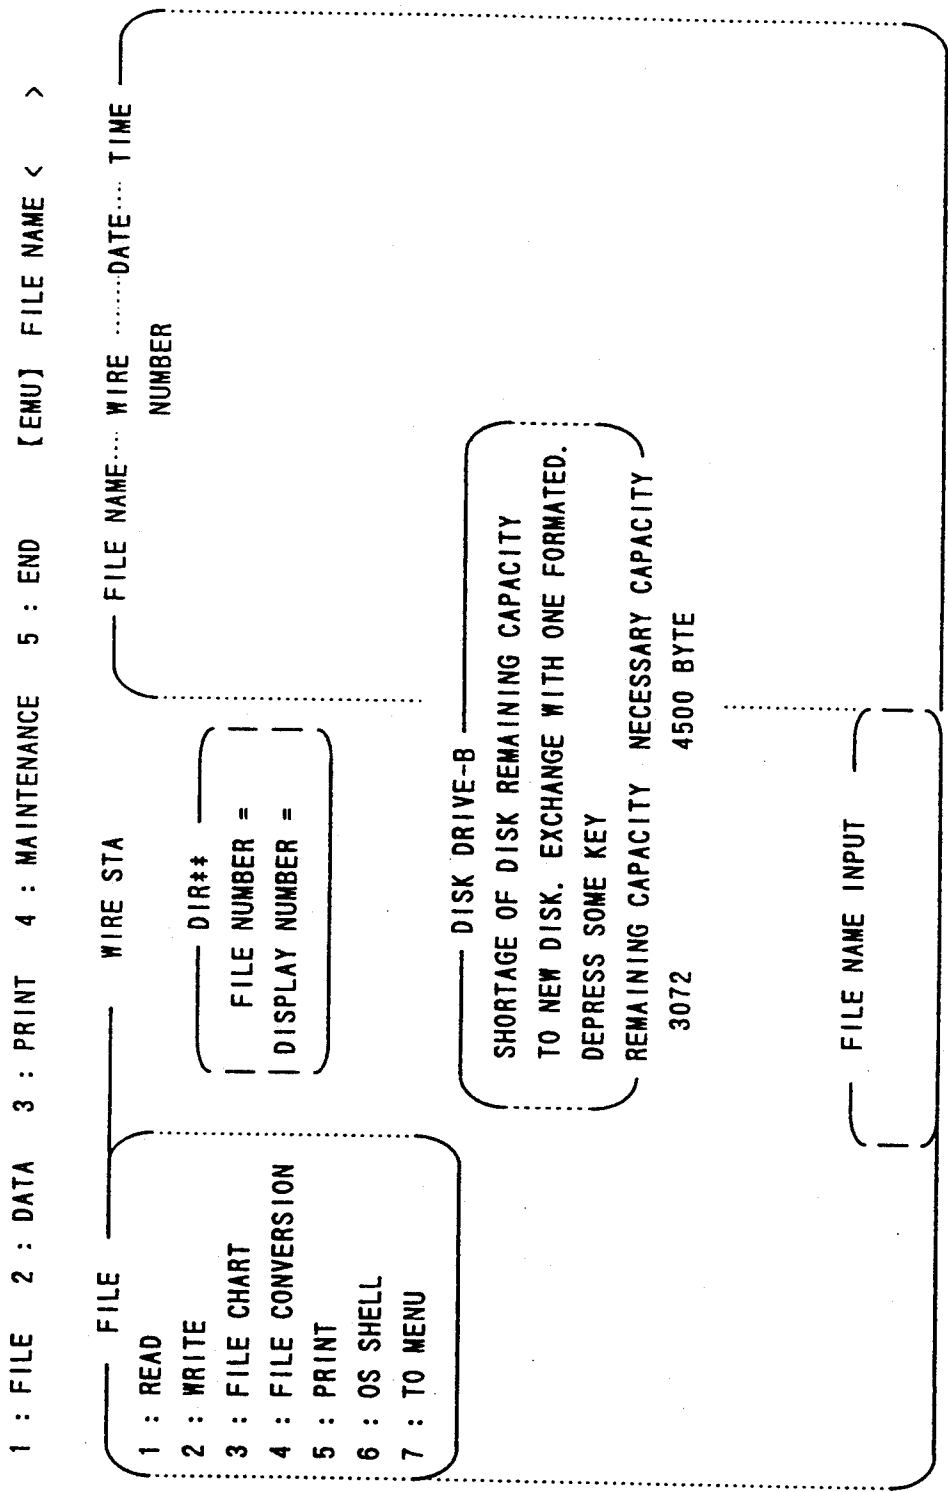 1 : FILE 2 : DATA 3 : PRINT 4 : MAINTENANCE 5 : END [EMU] FILE NAME < >
FILE
WIRE STA
FILE NAME···· WIRE ······DATE···· TIME
NUMBER
1 : READ
2 : WRITE
3 : FILE CHART
4 : FILE CONVERSION
5 : PRINT
6 : OS SHELL
7 : TO MENU
DIR**
FILE NUMBER =
DISPLAY NUMBER =
DISK DRIVE-B
SHORTAGE OF DISK REMAINING CAPACITY
TO NEW DISK. EXCHANGE WITH ONE FORMATED.
DEPRESS SOME KEY
REMAINING CAPACITY NECESSARY CAPACITY
3072 4500 BYTE
FILE NAME INPUT